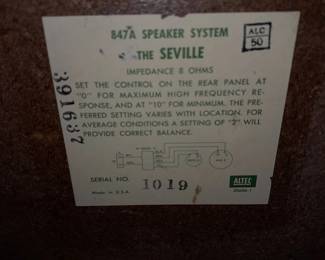 847A SPEAKER SYSTEM
THE SEVILLE
ALC
50
IMPEDANCE 8 OHMS
SET THE CONTROL ON THE REAR PANEL AT
"0" FOR MAXIMUM HIGH FREQUENCY RE-
SPONSE, AND AT "10" FOR MINIMUM. THE PRE-
FERRED SETTING VARIES WITH LOCATION. FOR
AVERAGE CONDITIONS A SETTING OF "2" WILL
PROVIDE CORRECT BALANCE.
391637
SERIAL NO. 1019
Made in U.S.A.
ALTEC